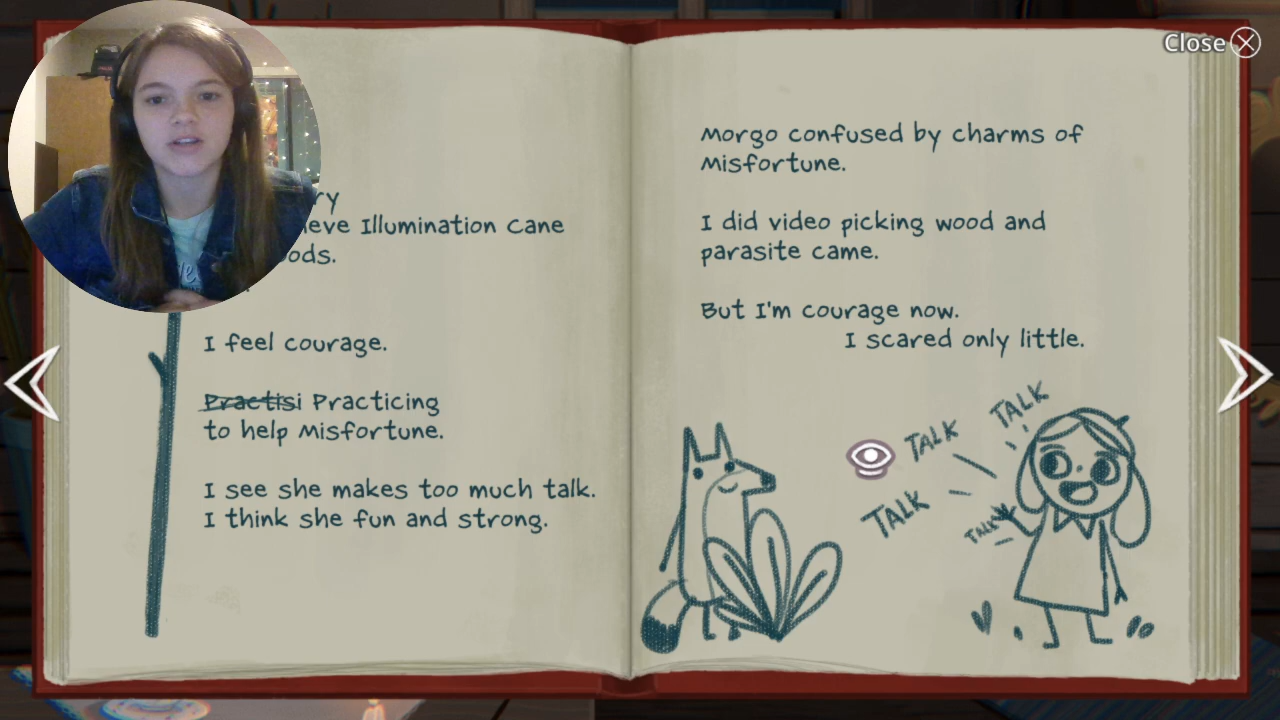 Close
Illumination Cane
I feel courage.
Practisi Practicing
to help Misfortune.
I see she makes too much talk.
I think she fun and strong.
Morgo confused by charms of
Misfortune.
I did video picking wood and
parasite came.
But I'm courage now.
I scared only little.
TALK
TALK
TALK
TALK